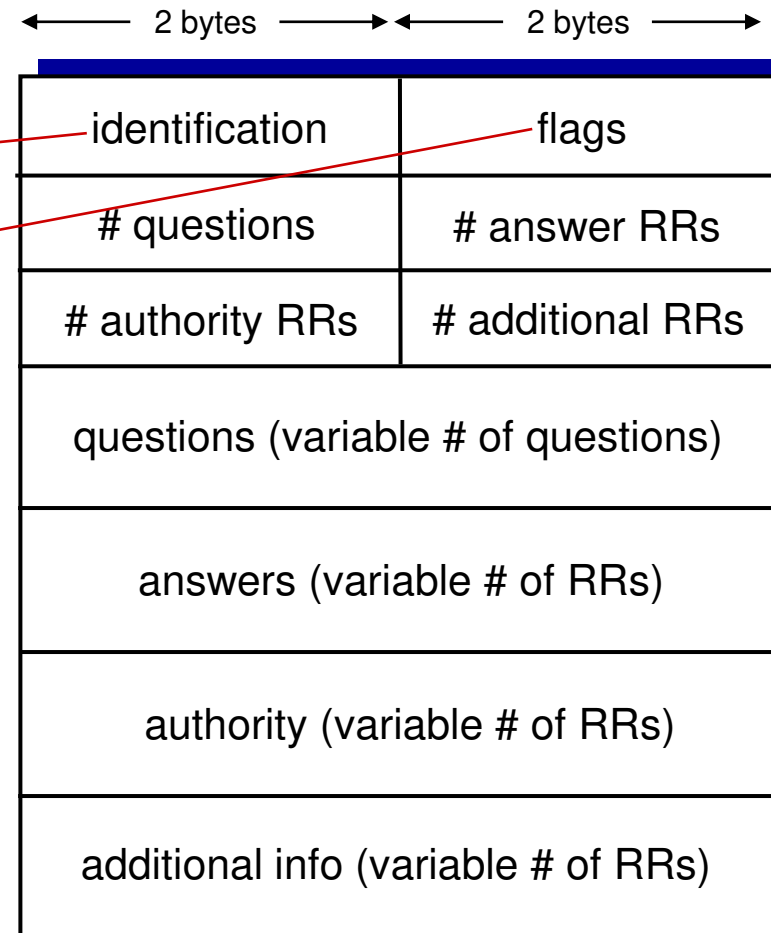 2 bytes 2 bytes
identification flags
# questions # answer RRs
# authority RRs # additional RRs
questions (variable # of questions)
answers (variable # of RRs)
authority (variable # of RRs)
additional info (variable # of RRs)